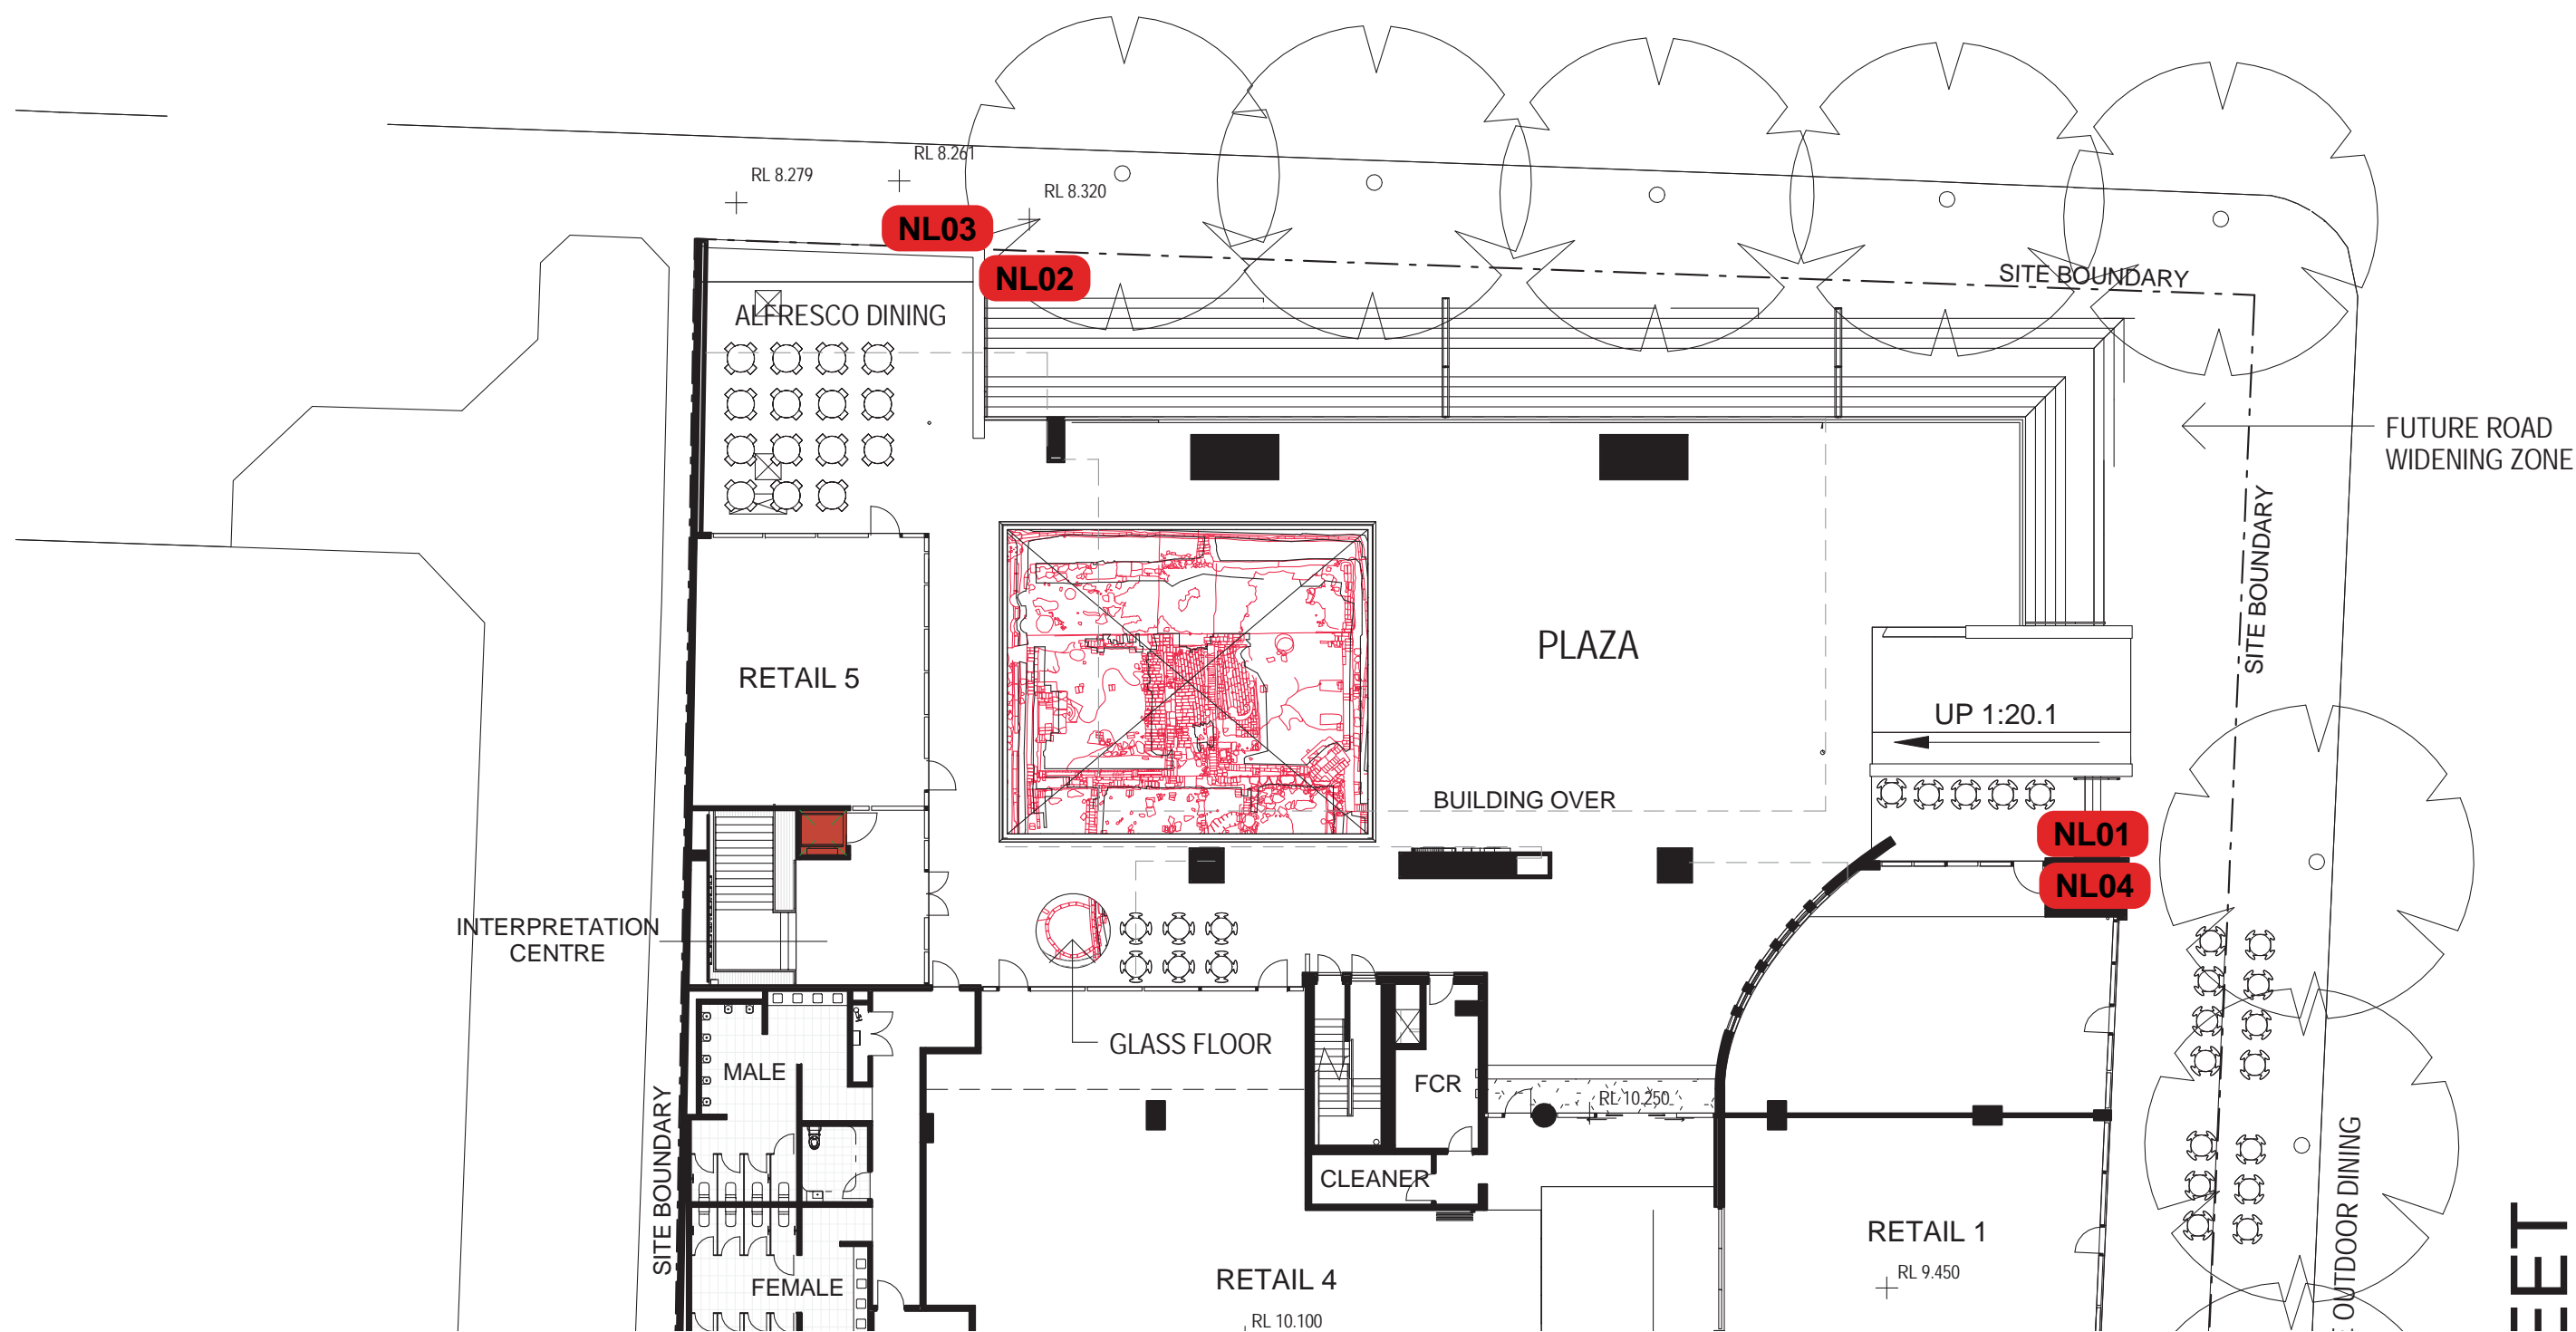 RL 8.261
RL 8.279
RL 8.320
NL03
NL02
SITE BOUNDARY
ALFRESCO DINING
FUTURE ROAD
WIDENING ZONE
SITE BOUNDARY
PLAZA
RETAIL 5
UP 1:20.1
BUILDING OVER
NL01
NL04
INTERPRETATION
CENTRE
GLASS FLOOR
MALE
FCR
RL 10.250
SITE BOUNDARY
CLEANER
OUTDOOR DINING
RETAIL 1
RL 9.450
RETAIL 4
FEMALE
RL 10.100
EET